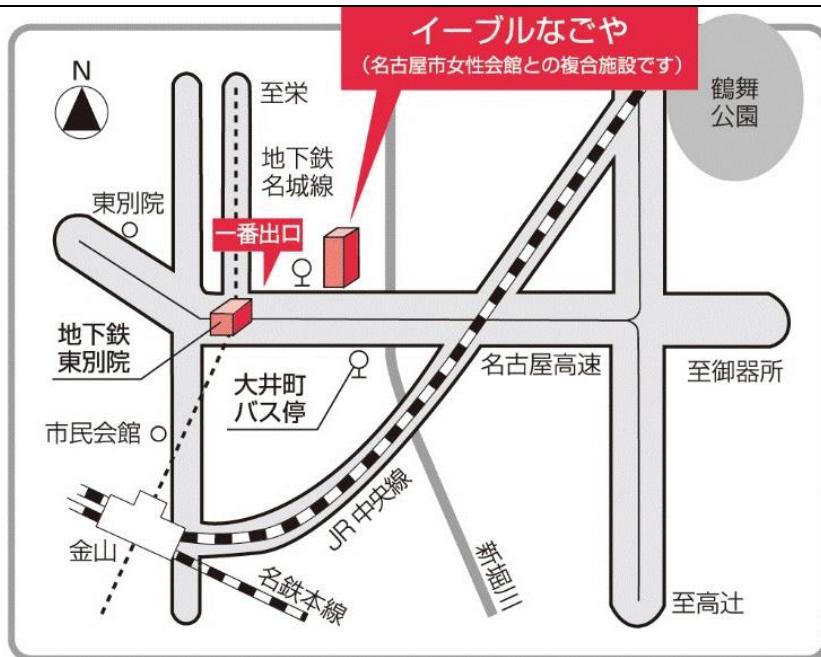 イーブルなごや
（名古屋市女性会館との複合施設です）
N
至栄
鶴舞
公園
地下鉄
名城線
東別院
一番出口
地下鉄
東別院
大井町
バス停
名古屋高速
至御器所
市民会館
JR中央線
金山
名鉄本線
新堀川
至高辻